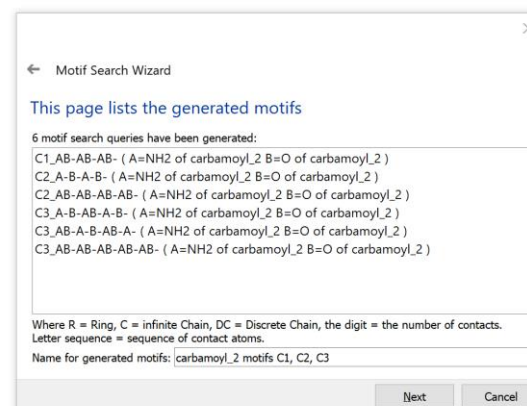 Motif Search Wizard
This page lists the generated motifs
6 motif search queries have been generated:
C1_AB-AB-AB- ( A=NH2 of carbamoyl_2 B=O of carbamoyl_2 )
C2_A-B-A-B- ( A=NH2 of carbamoyl_2 B=O of carbamoyl_2 )
C2_AB-AB-AB-AB- ( A=NH2 of carbamoyl_2 B=O of carbamoyl_2 )
C3_A-B-AB-A-B- ( A=NH2 of carbamoyl_2 B=O of carbamoyl_2 )
C3_AB-A-B-AB-A- ( A=NH2 of carbamoyl_2 B=O of carbamoyl_2 )
C3_AB-AB-AB-AB-AB- ( A=NH2 of carbamoyl_2 B=O of carbamoyl_2 )
Where R = Ring, C = infinite Chain, DC = Discrete Chain, the digit = the number of contacts.
Letter sequence = sequence of contact atoms.
Name for generated motifs: carbamoyl_2 motifs C1, C2, C3
Next Cancel